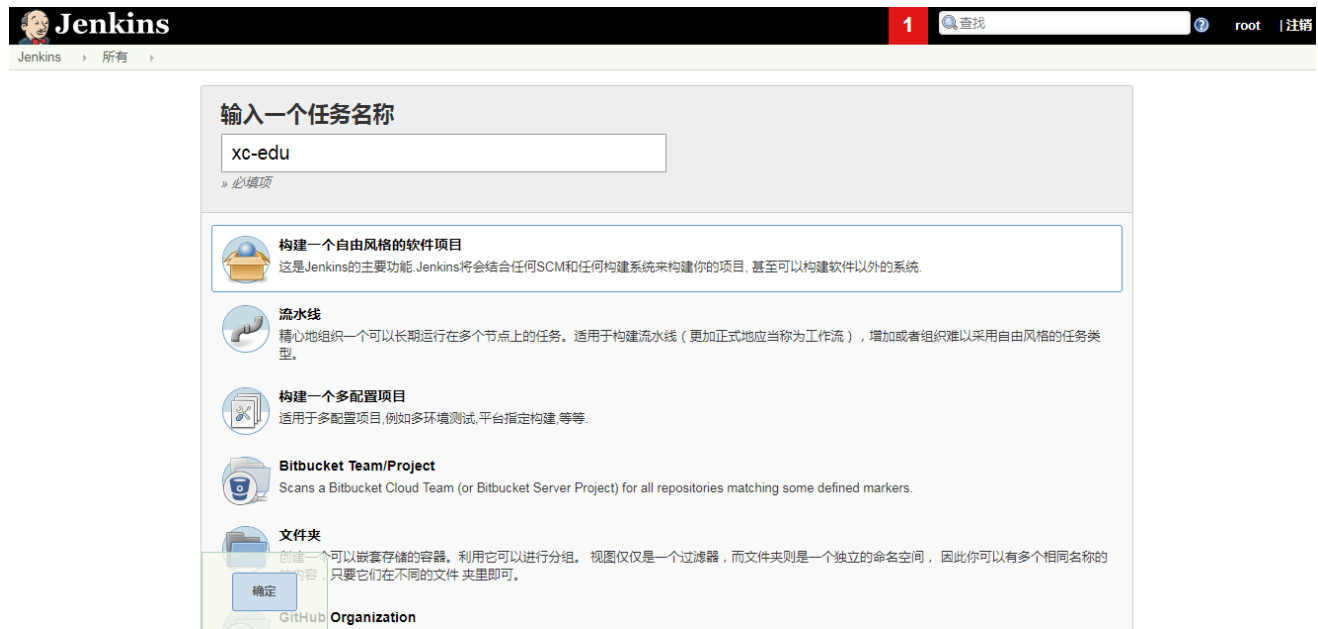 Jenkins
1
查找
root
|注销
Jenkins
所有
输入一个任务名称
xc-edu
» 必填项
构建一个自由风格的软件项目
这是Jenkins的主要功能.Jenkins将会结合任何SCM和任何构建系统来构建你的项目, 甚至可以构建软件以外的系统.
流水线
精心地组织一个可以长期运行在多个节点上的任务。适用于构建流水线（更加正式地应当称为工作流），增加或者组织难以采用自由风格的任务类
型。
构建一个多配置项目
适用于多配置项目,例如多环境测试,平台指定构建,等等.
Bitbucket Team/Project
Scans a Bitbucket Cloud Team (or Bitbucket Server Project) for all repositories matching some defined markers.
文件夹
创建一个可以嵌套存储的容器。利用它可以进行分组。 视图仅仅是一个过滤器，而文件夹则是一个独立的命名空间， 因此你可以有多个相同名称的
的内容，只要它们在不同的文件 夹里即可。
确定
GitHub Organization